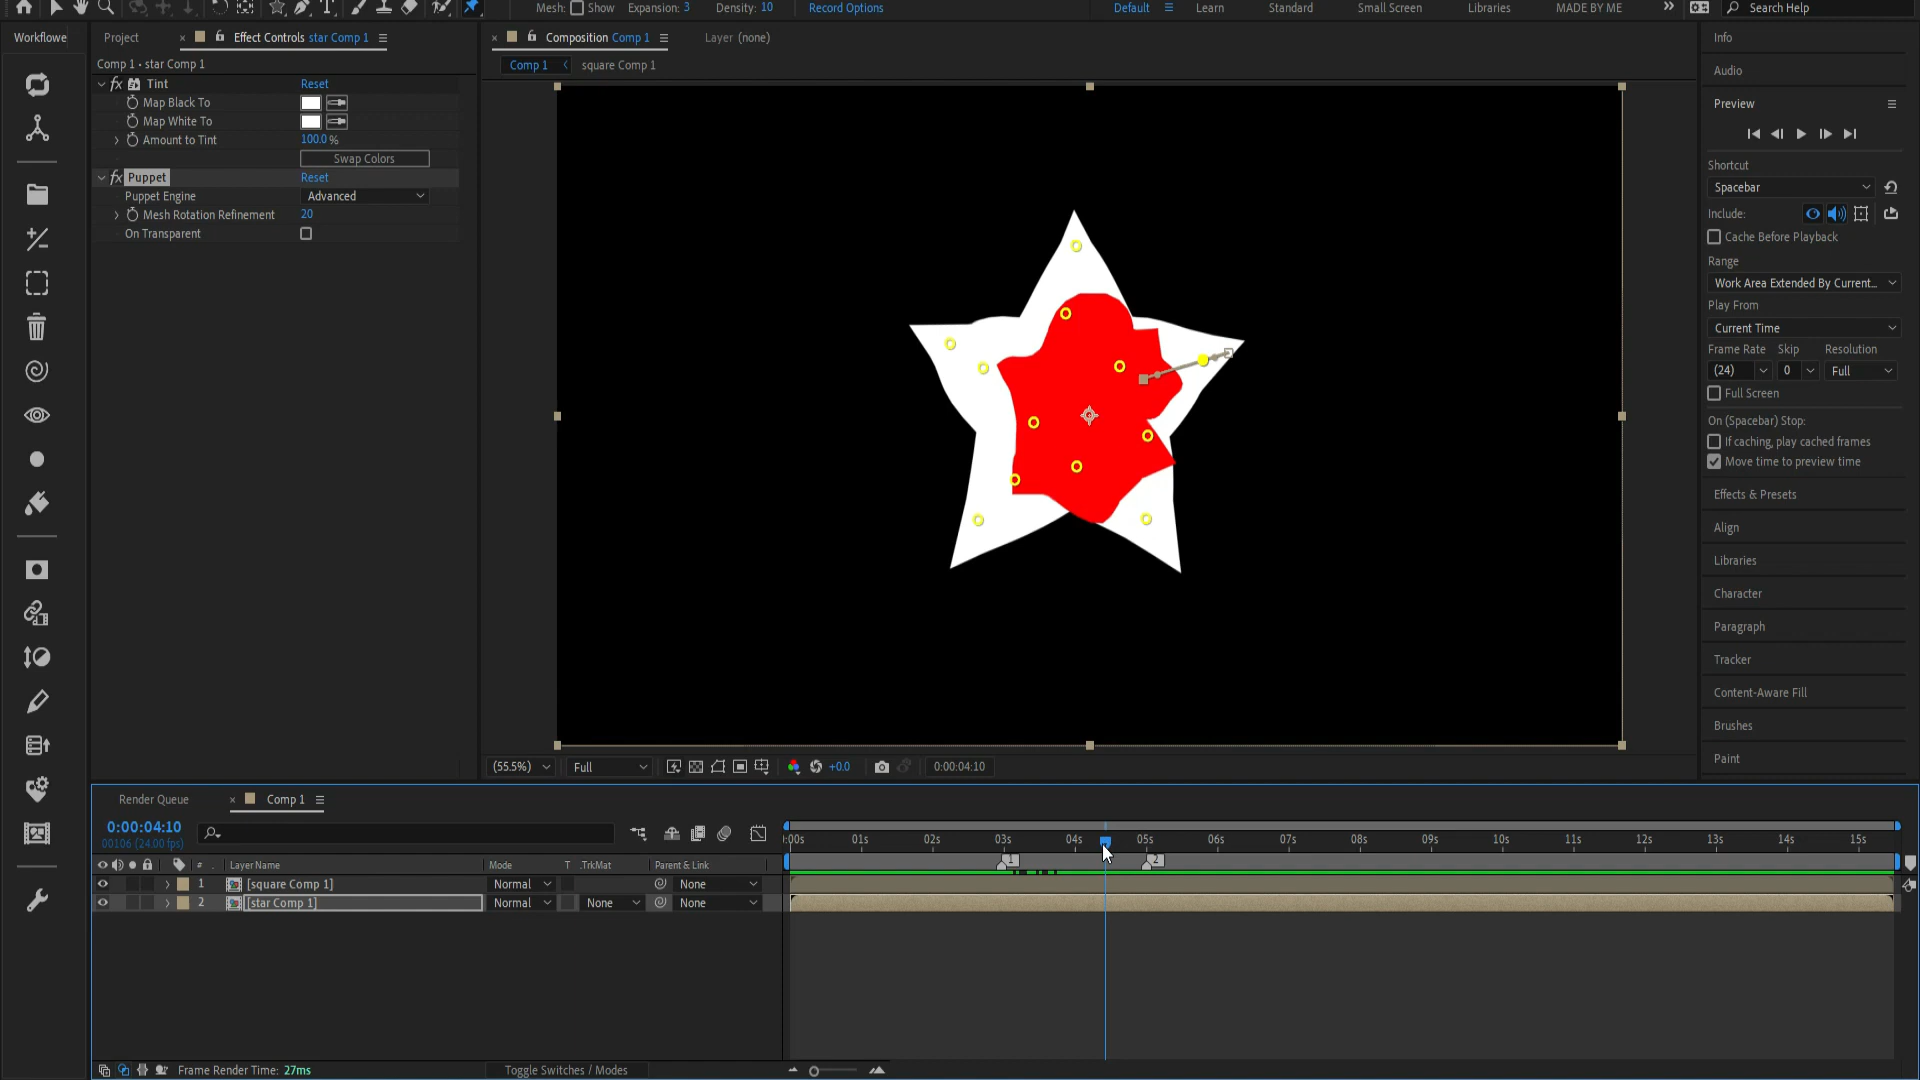 Mesh: Show Expansion: 3 Density: 10 Record Options Default Learn Standard Small Screen Libraries MADE BY ME Search Help
Workflowe Project Effect Controls star Comp 1 Composition Comp 1 Layer (none) Info
Comp 1 • star Comp 1 Comp 1 square Comp 1 Audio
fx Tint Reset
Map Black To
Map White To
Amount to Tint 100.0 %
Swap Colors
fx Puppet Reset
Puppet Engine Advanced
Mesh Rotation Refinement 20
On Transparent
Preview
Shortcut
Spacebar
Include:
Cache Before Playback
Range
Work Area Extended By Current...
Play From
Current Time
Frame Rate Skip Resolution
(24) 0 Full
Full Screen
On (Spacebar) Stop:
If caching, play cached frames
Move time to preview time
Effects & Presets
Align
Libraries
Character
Paragraph
Tracker
Content-Aware Fill
Brushes
Paint
(55.5%) Full +0.0 0:00:04:10
Render Queue Comp 1
0:00:04:10
00106 (24.00 fps)
:00s 01s 02s 03s 04s 05s 06s 07s 08s 09s 10s 11s 12s 13s 14s 15s
1 2
# Layer Name Mode T .TrkMat Parent & Link
1 [square Comp 1] Normal None
2 [star Comp 1] Normal None None
Frame Render Time: 27ms Toggle Switches / Modes